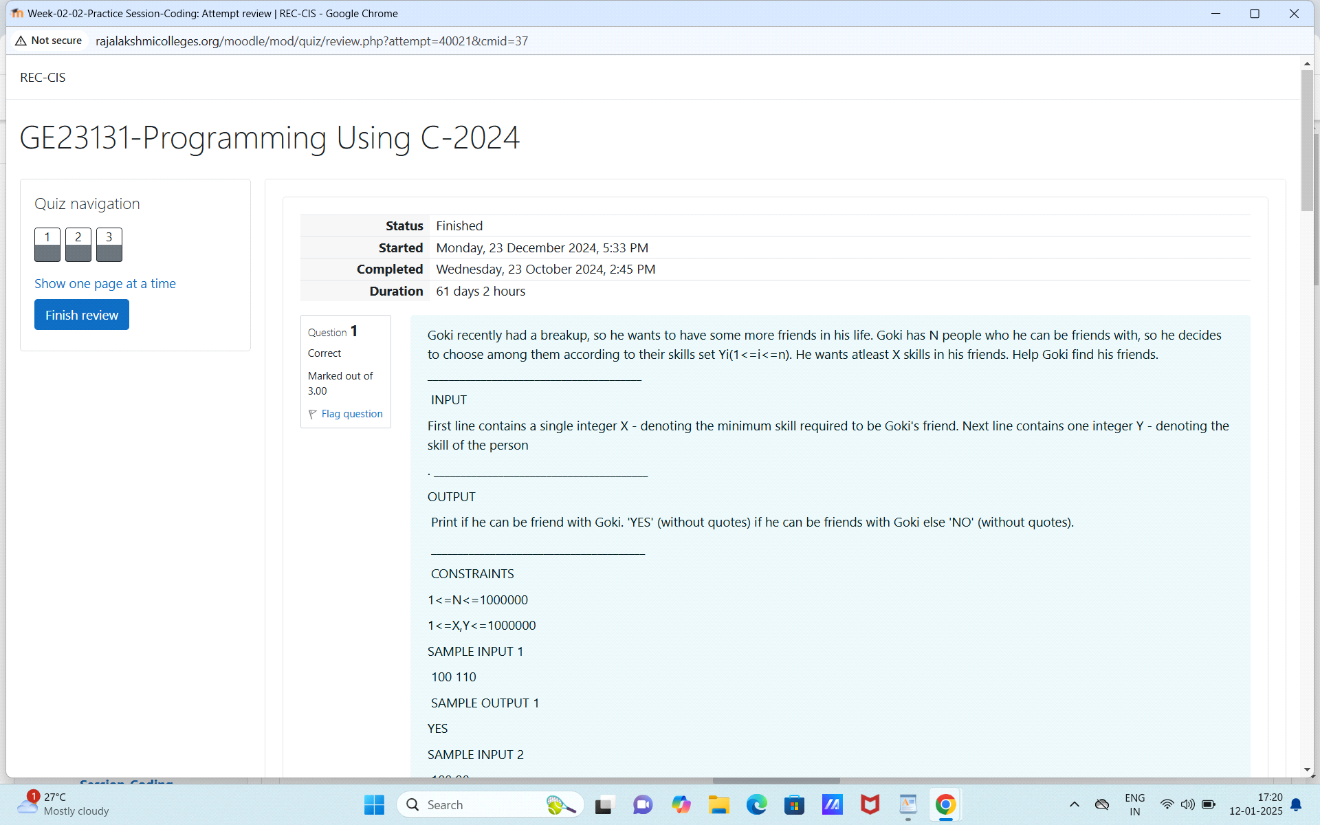 Week-02-02-Practice Session-Coding: Attempt review | REC-CIS - Google Chrome
Not secure rajalakshmicolleges.org/moodle/mod/quiz/review.php?attempt=40021&cmid=37
REC-CIS
GE23131-Programming Using C-2024
Quiz navigation
1 2 3
Show one page at a time
Finish review
Status Finished
Started Monday, 23 December 2024, 5:33 PM
Completed Wednesday, 23 October 2024, 2:45 PM
Duration 61 days 2 hours
Question 1
Correct
Marked out of
3.00
Flag question
Goki recently had a breakup, so he wants to have some more friends in his life. Goki has N people who he can be friends with, so he decides
to choose among them according to their skills set Yi(1<=i<=n). He wants atleast X skills in his friends. Help Goki find his friends.
INPUT
First line contains a single integer X - denoting the minimum skill required to be Goki's friend. Next line contains one integer Y - denoting the
skill of the person
.
OUTPUT
Print if he can be friend with Goki. 'YES' (without quotes) if he can be friends with Goki else 'NO' (without quotes).
CONSTRAINTS
1<=N<=1000000
1<=X,Y<=1000000
SAMPLE INPUT 1
100 110
SAMPLE OUTPUT 1
YES
SAMPLE INPUT 2
1
27°C
Mostly cloudy
Search
ENG
IN
17:20
12-01-2025